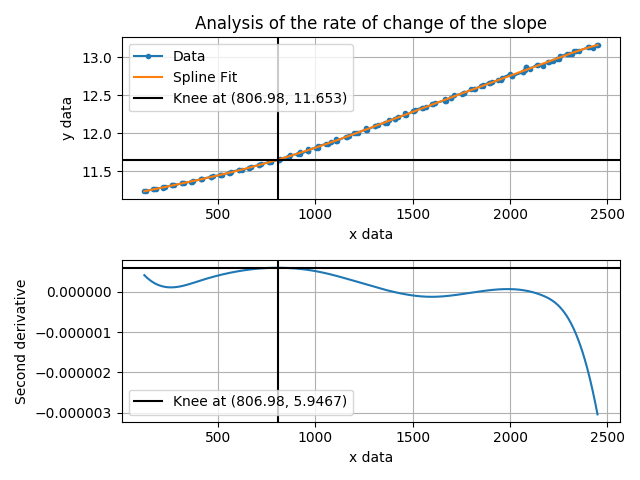 Analysis of the rate of change of the slope
13.0
12.5
12.0
11.5
y data
Data
Spline Fit
Knee at (806.98, 11.653)
500
1000
1500
2000
2500
x data
0.000000
−0.000001
−0.000002
−0.000003
Second derivative
Knee at (806.98, 5.9467)
500
1000
1500
2000
2500
x data